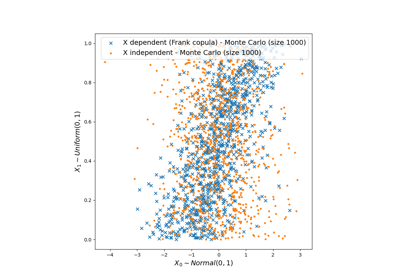 X dependent (Frank copula) - Monte Carlo (size 1000)
X independent - Monte Carlo (size 1000)
1.0
0.8
0.6
0.4
0.2
0.0
X₁ ~ Uniform(0, 1)
−4 −3 −2 −1 0 1 2 3
X₀ ~ Normal(0, 1)